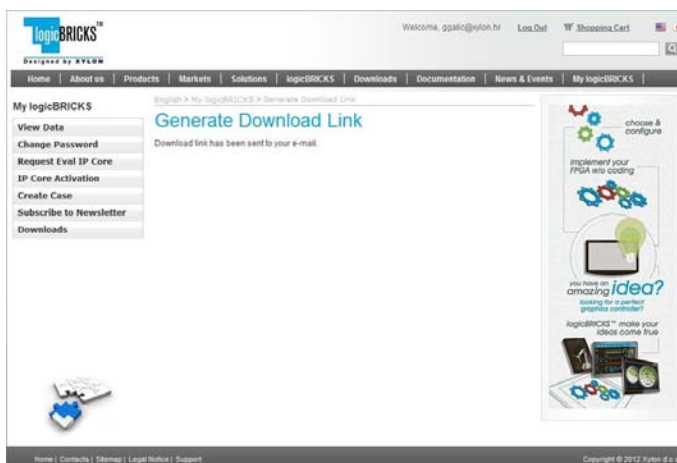 logicBRICKS™
Designed by XYLON
Welcome, ggalic@xylon.hr Log Out Shopping Cart
Home | About us | Products | Markets | Solutions | logicBRICKS | Downloads | Documentation | News & Events | My logicBRICKS |
My logicBRICKS
View Data
Change Password
Request Eval IP Core
IP Core Activation
Create Case
Subscribe to Newsletter
Downloads
English > My logicBRICKS > Generate Download Link
Generate Download Link
Download link has been sent to your e-mail.
choose &
configure
implement your
FPGA w/o coding
you have an
amazing idea?
looking for a perfect
graphics controller?
logicBRICKS™ make your
ideas come true
Home | Contacts | Sitemap | Legal Notice | Support
Copyright © 2012 Xylon d.o.